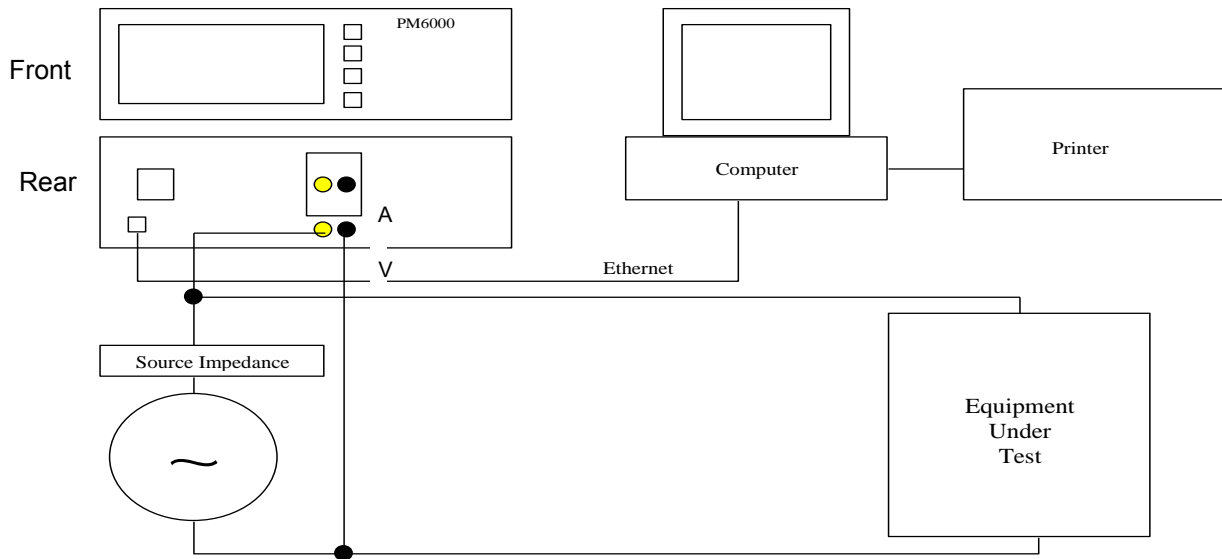 PM6000
Front
Printer
Computer
Rear
A
V
Ethernet
Source Impedance
Equipment
Under
Test
~